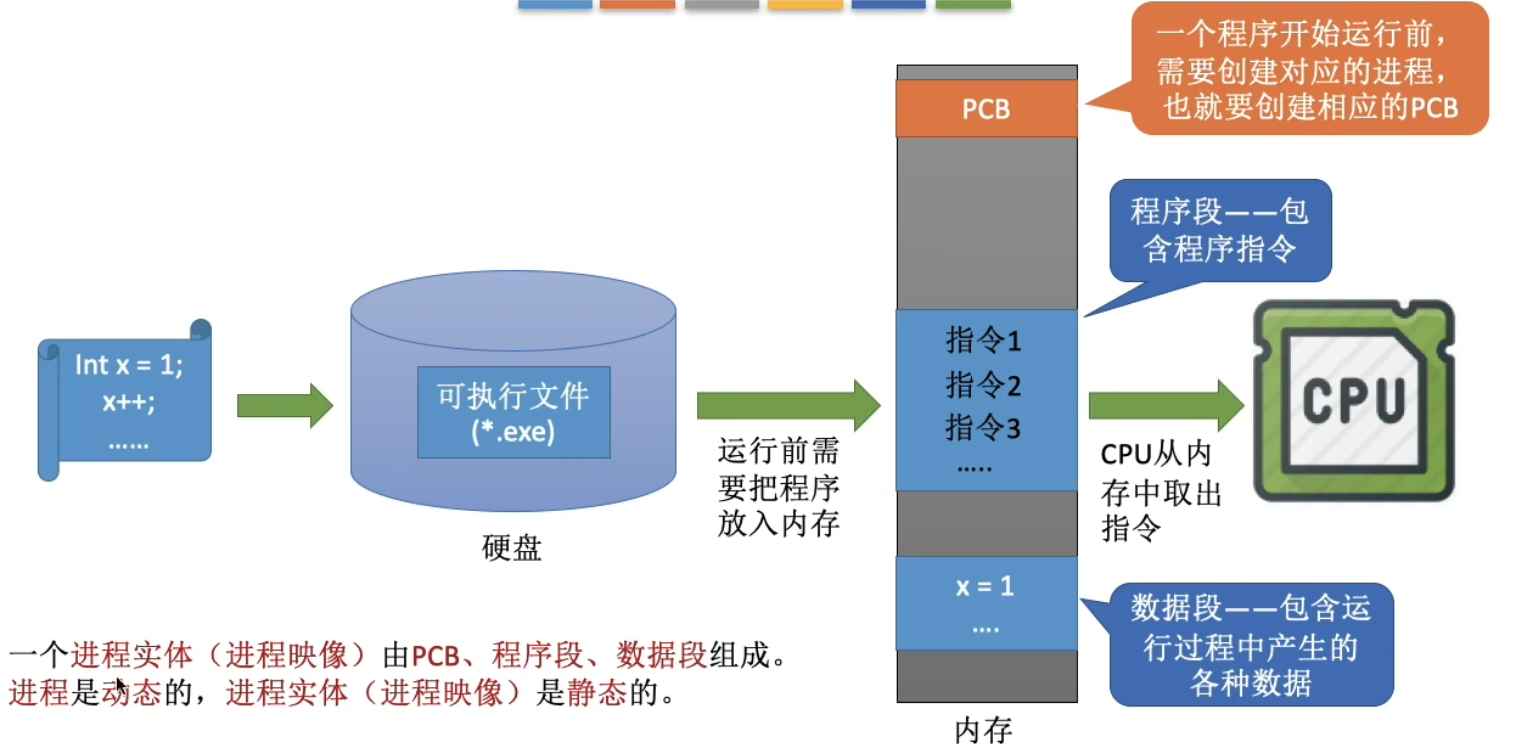 一个程序开始运行前，
需要创建对应的进程，
也就要创建相应的PCB
PCB
程序段——包
含程序指令
Int x = 1;
x++;
……
可执行文件
(*.exe)
硬盘
运行前需
要把程序
放入内存
指令1
指令2
指令3
…..
CPU从内
存中取出
指令
CPU
x = 1
….
数据段——包含运
行过程中产生的
各种数据
内存
一个进程实体（进程映像）由PCB、程序段、数据段组成。
进程是动态的，进程实体（进程映像）是静态的。